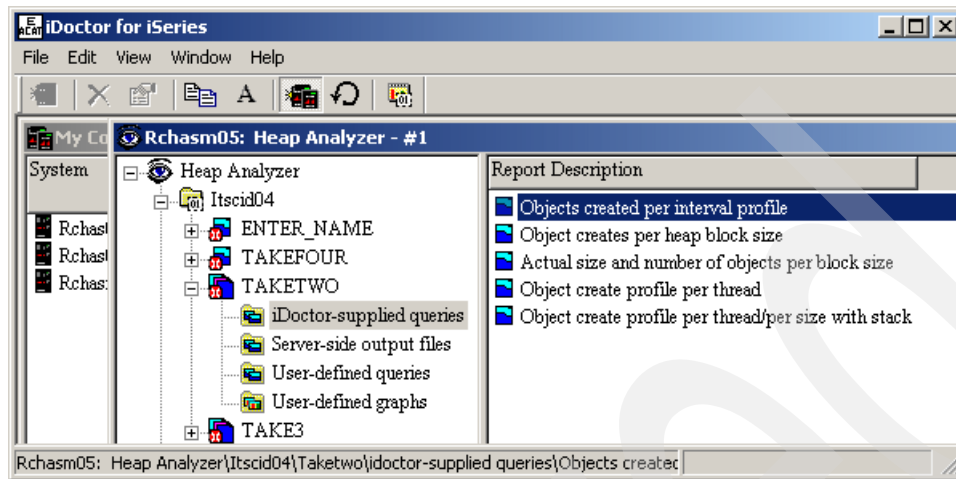 iDoctor for iSeries
File Edit View Window Help
My Co
Rchasm05: Heap Analyzer - #1
System
Rchas
Rchas
Rchas
Heap Analyzer
Itscid04
ENTER_NAME
TAKEFOUR
TAKETWO
iDoctor-supplied queries
Server-side output files
User-defined queries
User-defined graphs
TAKE3
Report Description
Objects created per interval profile
Object creates per heap block size
Actual size and number of objects per block size
Object create profile per thread
Object create profile per thread/per size with stack
Rchasm05: Heap Analyzer\Itscid04\Taketwo\idoctor-supplied queries\Objects created